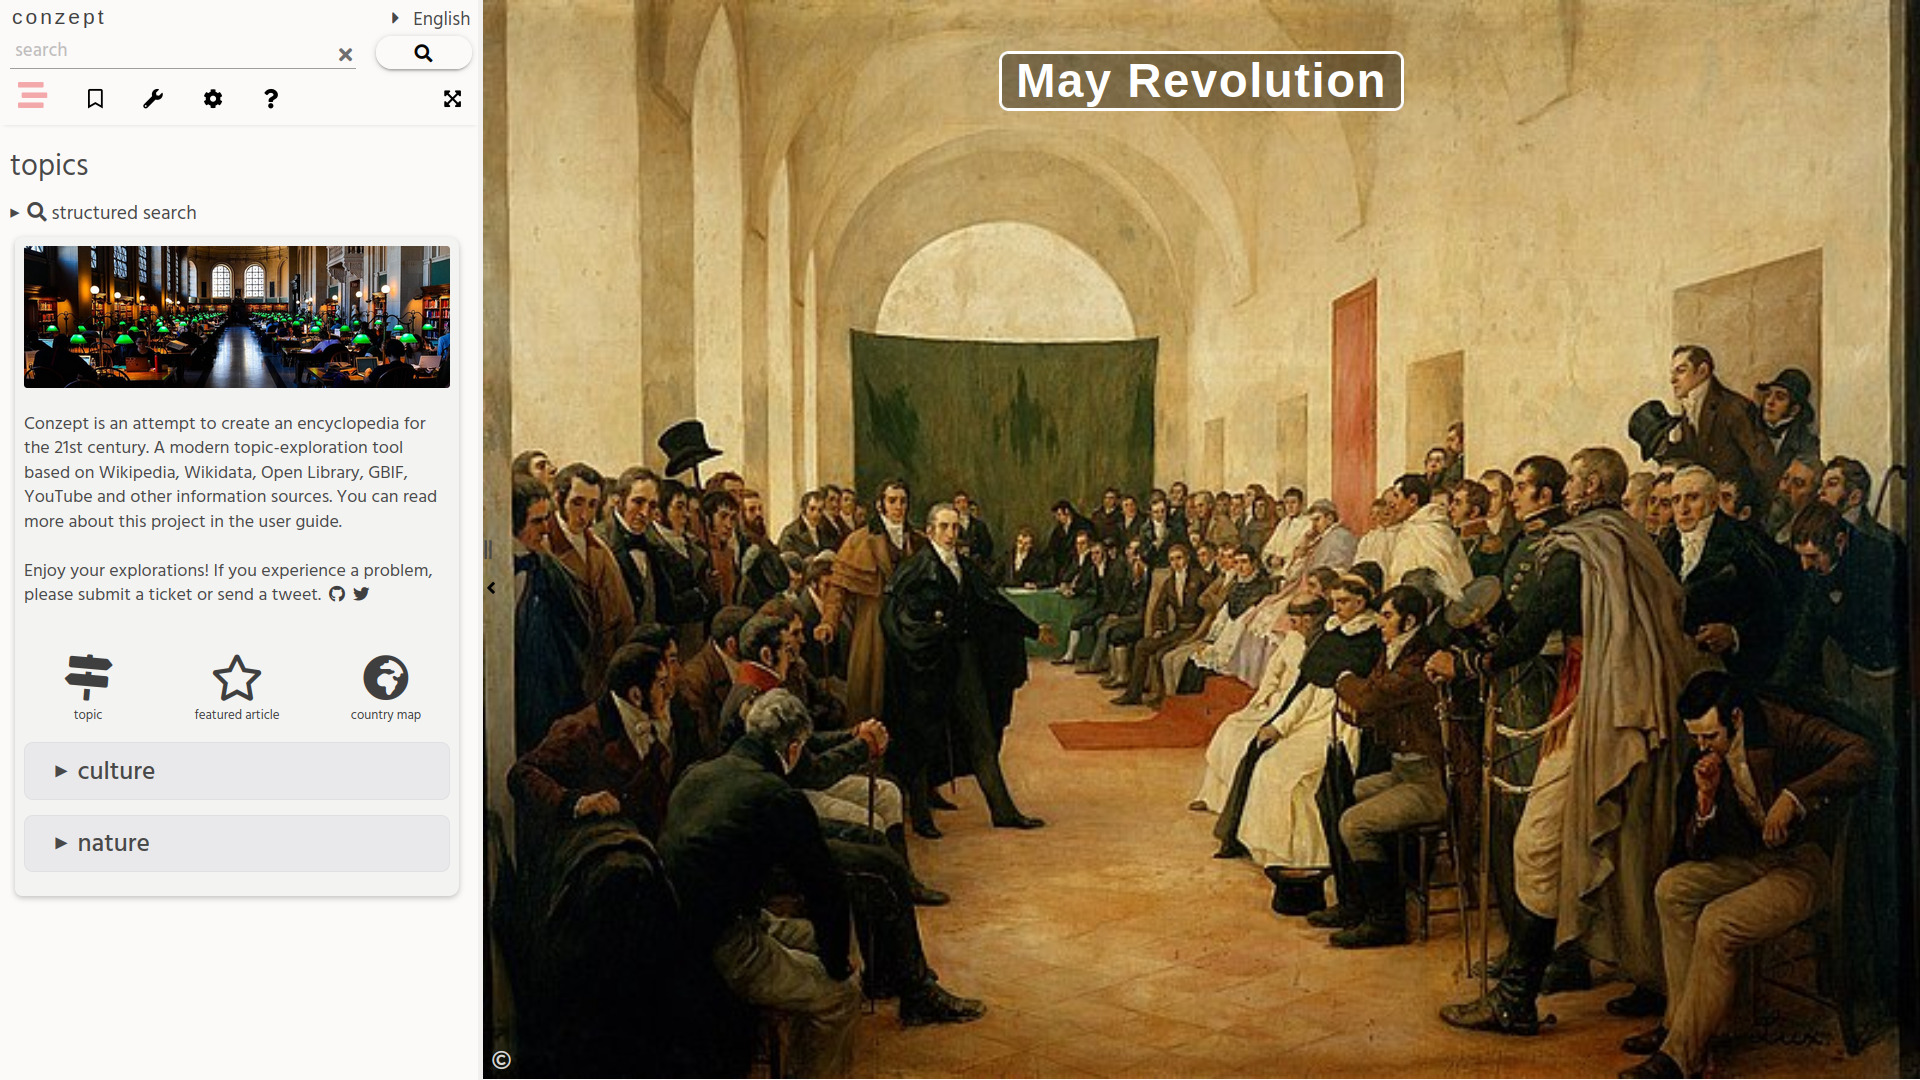 conzept
English
search
topics
structured search
Conzept is an attempt to create an encyclopedia for
the 21st century. A modern topic-exploration tool
based on Wikipedia, Wikidata, Open Library, GBIF,
YouTube and other information sources. You can read
more about this project in the user guide.
Enjoy your explorations! If you experience a problem,
please submit a ticket or send a tweet.
topic
featured article
country map
culture
nature
May Revolution
©